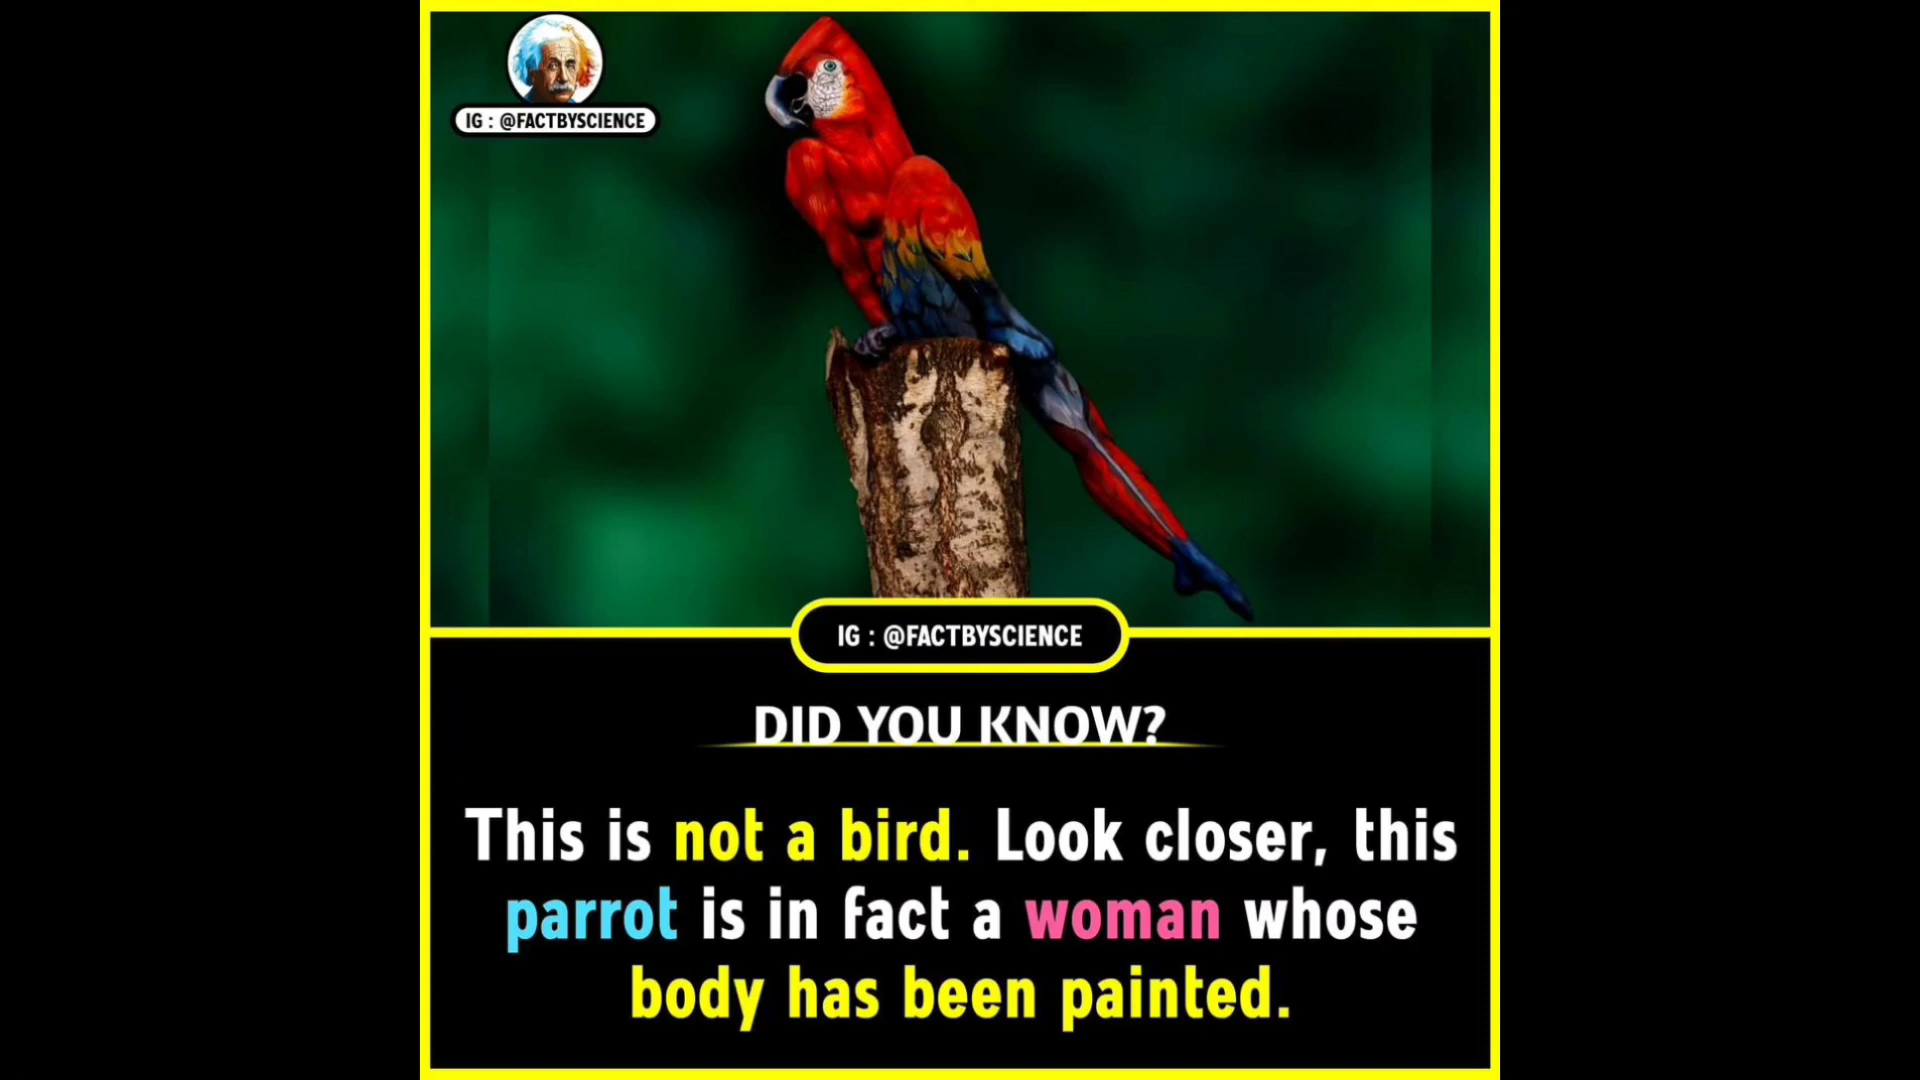 IG : @FACTBYSCIENCE
IG : @FACTBYSCIENCE
DID YOU KNOW?
This is not a bird. Look closer, this
parrot is in fact a woman whose
body has been painted.